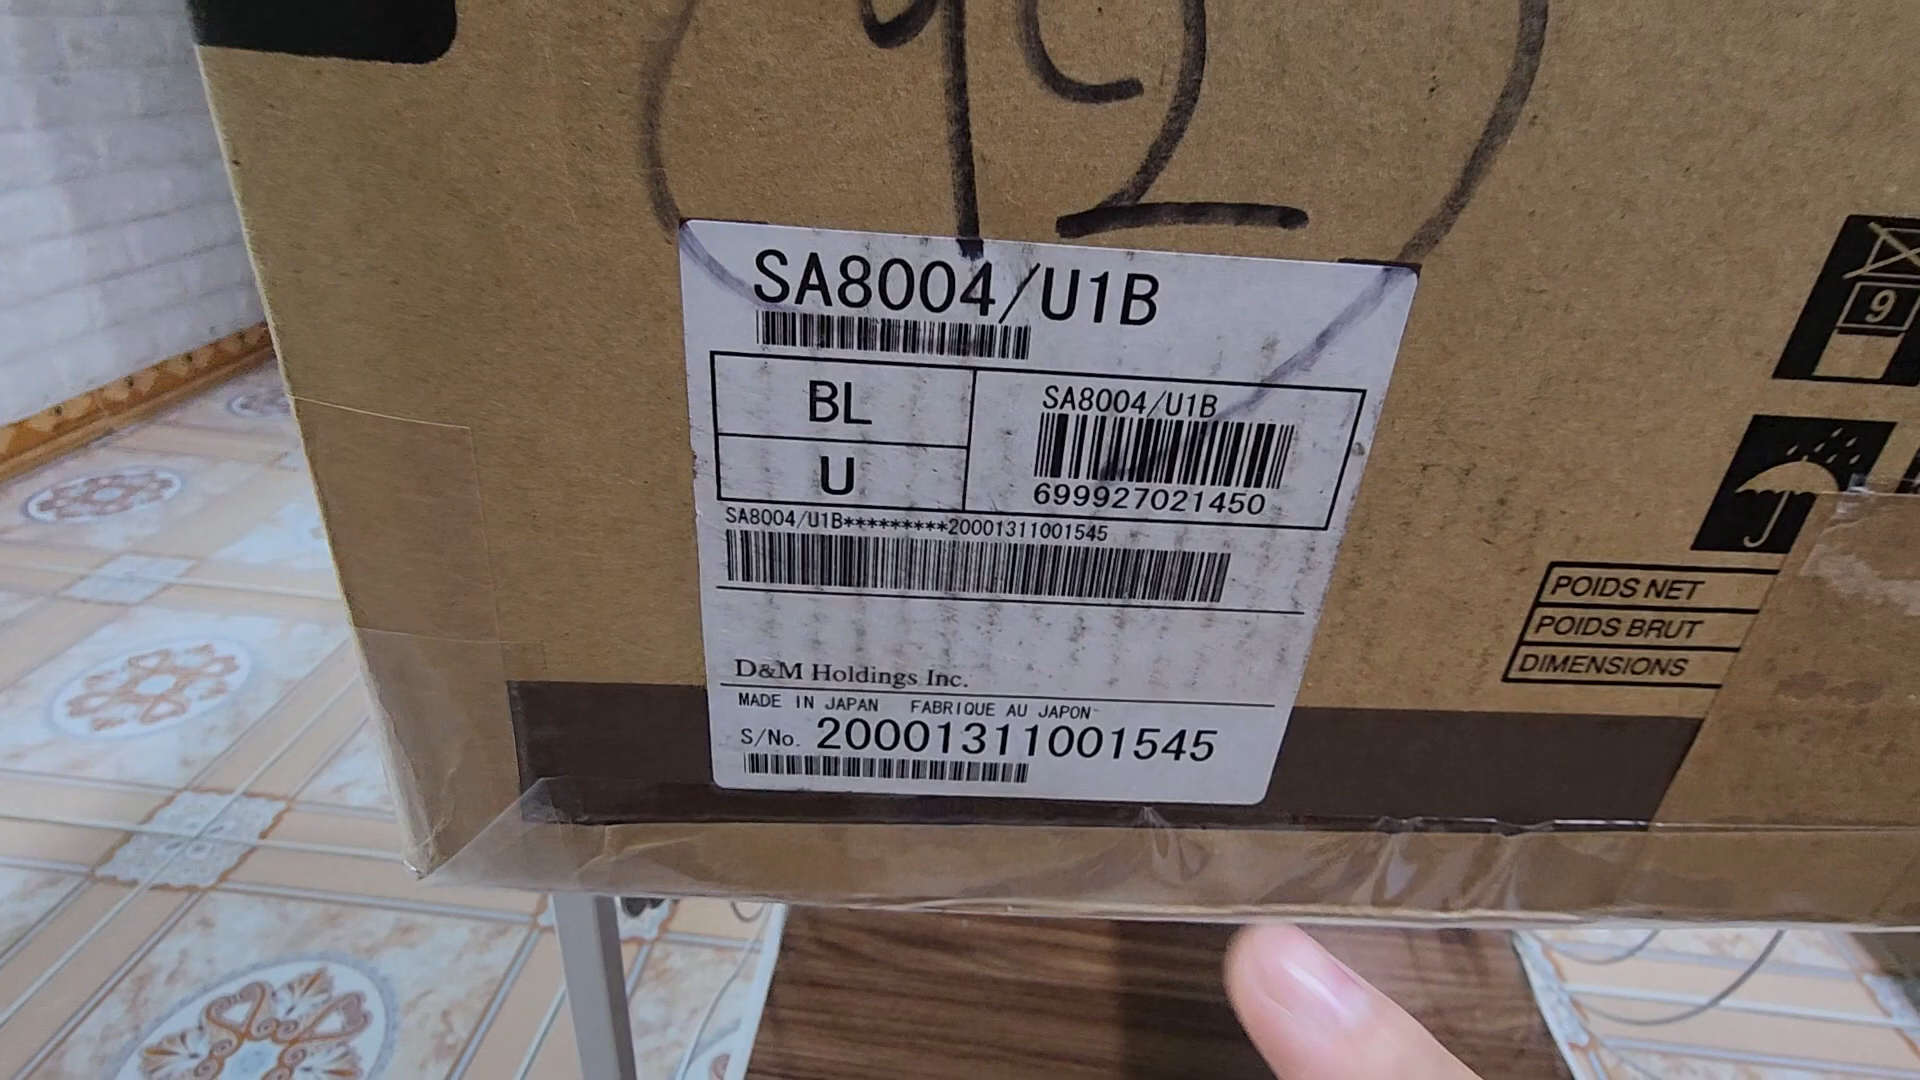 SA8004/U1B
BL
SA8004/U1B
U
699927021450
SA8004/U1B*********20001311001545
D&M Holdings Inc.
MADE IN JAPAN FABRIQUE AU JAPON
S/No. 20001311001545
9
POIDS NET
POIDS BRUT
DIMENSIONS